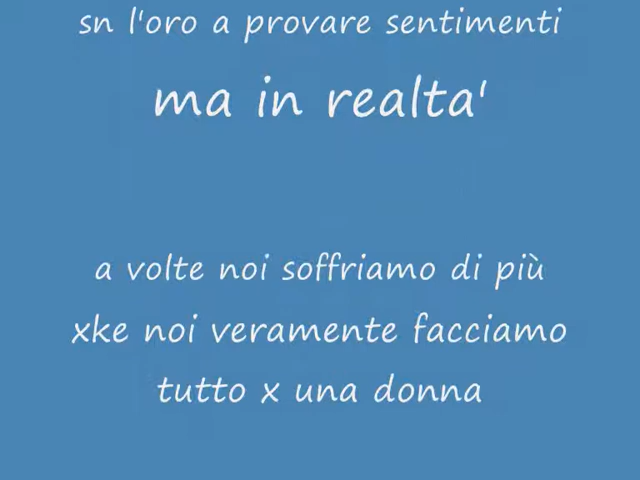 sn l'oro a provare sentimenti
ma in realta'
a volte noi soffriamo di più
xke noi veramente facciamo
tutto x una donna